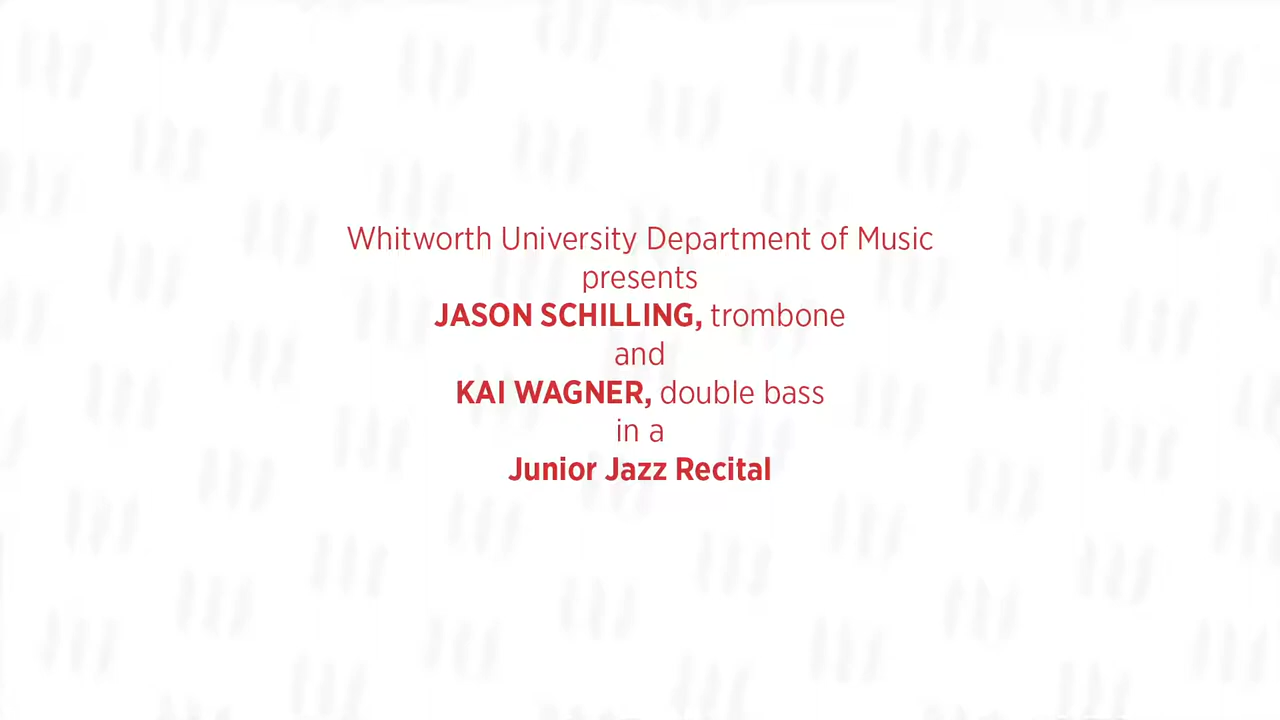 Whitworth University Department of Music
presents
JASON SCHILLING, trombone
and
KAI WAGNER, double bass
in a
Junior Jazz Recital